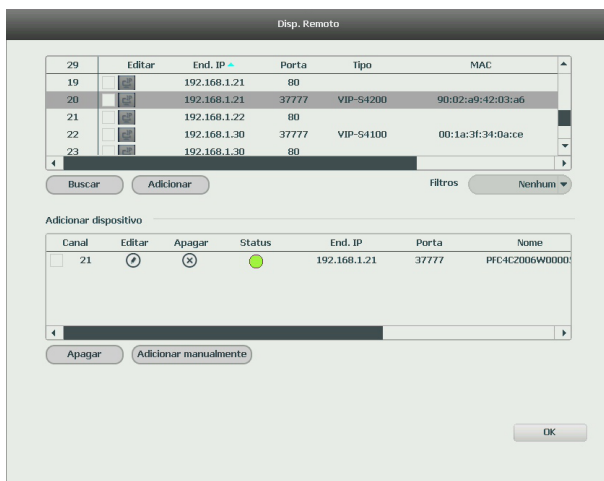 Disp. Remoto
29 Editar End. IP Porta Tipo MAC
19 192.168.1.21 80
20 192.168.1.21 37777 VIP-S4200 90:02:a9:42:03:a6
21 192.168.1.22 80
22 192.168.1.30 37777 VIP-S4100 00:1a:3f:34:0a:ce
23 192.168.1.30 80
Buscar Adicionar Filtros Nenhum
Adicionar dispositivo
Canal Editar Apagar Status End. IP Porta Nome
21 192.168.1.21 37777
Apagar Adicionar manualmente
OK